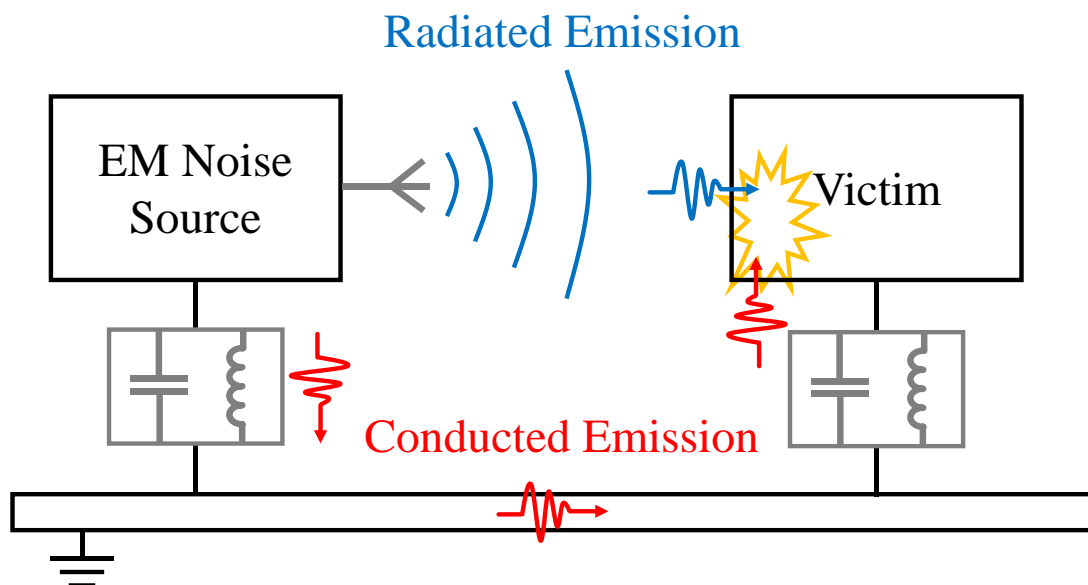 Radiated Emission
EM Noise
Source
Victim
Conducted Emission